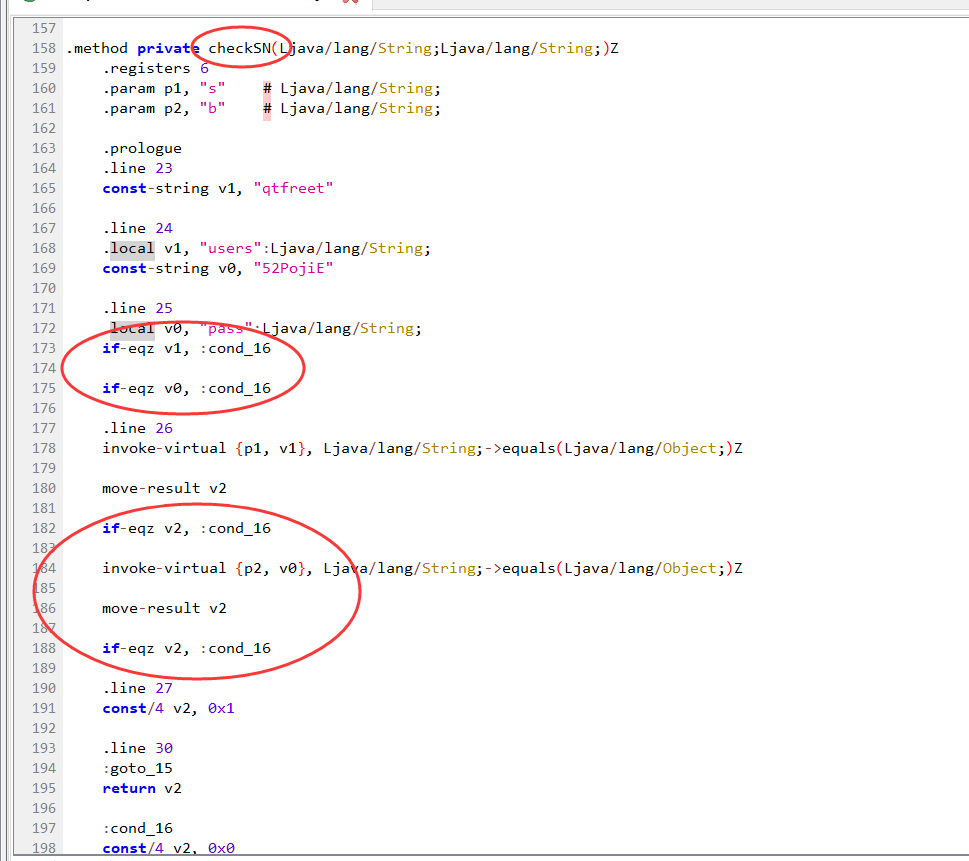 157
158 .method private checkSN(Ljava/lang/String;Ljava/lang/String;)Z
159 .registers 6
160 .param p1, "s" # Ljava/lang/String;
161 .param p2, "b" # Ljava/lang/String;
162
163 .prologue
164 .line 23
165 const-string v1, "qtfreet"
166
167 .line 24
168 .local v1, "users":Ljava/lang/String;
169 const-string v0, "52PojiE"
170
171 .line 25
172 .local v0, "pass":Ljava/lang/String;
173 if-eqz v1, :cond_16
174
175 if-eqz v0, :cond_16
176
177 .line 26
178 invoke-virtual {p1, v1}, Ljava/lang/String;->equals(Ljava/lang/Object;)Z
179
180 move-result v2
181
182 if-eqz v2, :cond_16
183
184 invoke-virtual {p2, v0}, Ljava/lang/String;->equals(Ljava/lang/Object;)Z
185
186 move-result v2
187
188 if-eqz v2, :cond_16
189
190 .line 27
191 const/4 v2, 0x1
192
193 .line 30
194 :goto_15
195 return v2
196
197 :cond_16
198 const/4 v2, 0x0